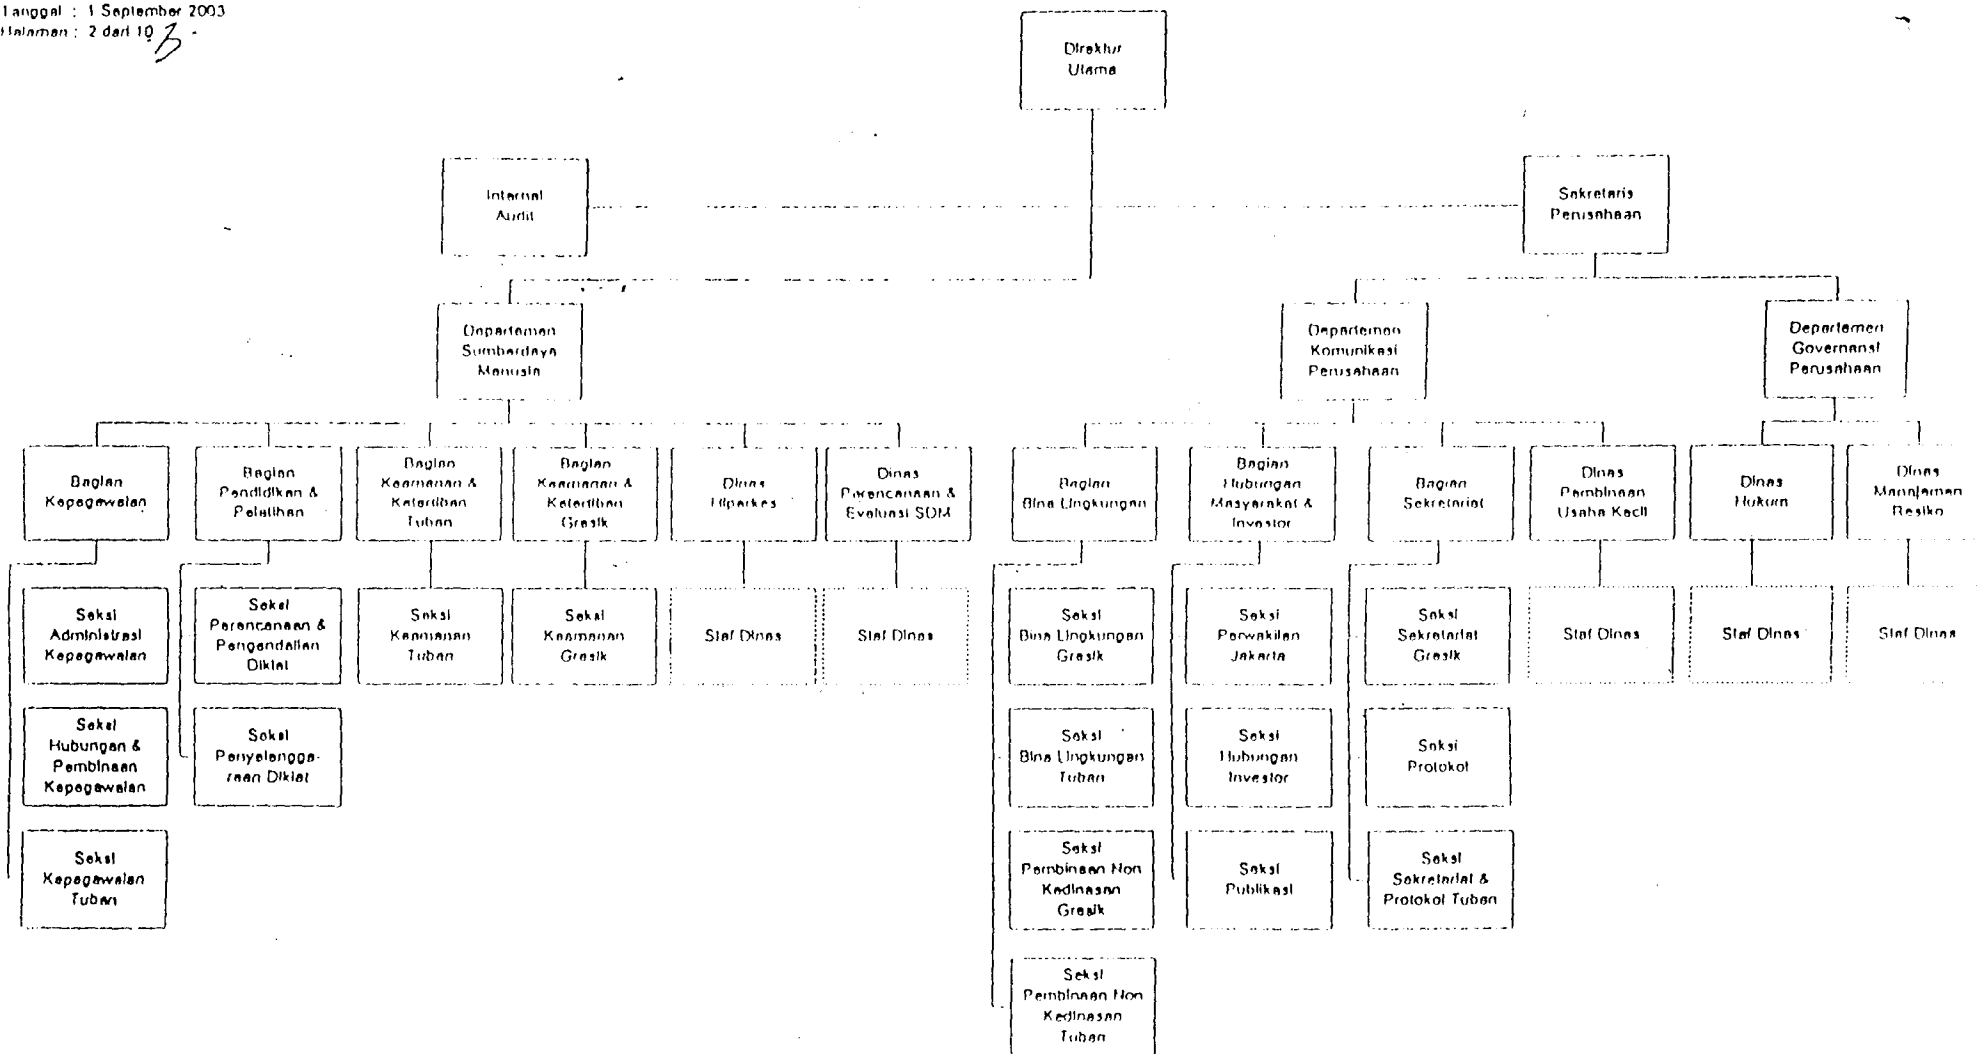 Tanggal : 1 September 2003
Halaman : 2 dari 10
Direktur
Utama
Internal
Audit
Sekretaris
Perusahaan
Departemen
Sumberdaya
Manusia
Departemen
Komunikasi
Perusahaan
Departemen
Governansi
Perusahaan
Bagian
Kepegawaian
Bagian
Pendidikan &
Pelatihan
Bagian
Keamanan &
Ketertiban
Tuban
Bagian
Keamanan &
Ketertiban
Gresik
Dinas
Hiperkes
Dinas
Perencanaan &
Evaluasi SDM
Bagian
Bina Lingkungan
Bagian
Hubungan
Masyarakat &
Investor
Bagian
Sekretariat
Dinas
Pembinaan
Usaha Kecil
Dinas
Hukum
Dinas
Manajemen
Resiko
Seksi
Administrasi
Kepegawaian
Seksi
Perencanaan &
Pengendalian
Diklat
Seksi
Keamanan
Tuban
Seksi
Keamanan
Gresik
Staf Dinas
Staf Dinas
Seksi
Bina Lingkungan
Gresik
Seksi
Perwakilan
Jakarta
Seksi
Sekretariat
Gresik
Staf Dinas
Staf Dinas
Staf Dinas
Seksi
Hubungan &
Pembinaan
Kepegawaian
Seksi
Penyelengga-
raan Diklat
Seksi
Bina Lingkungan
Tuban
Seksi
Hubungan
Investor
Seksi
Protokol
Seksi
Kepegawaian
Tuban
Seksi
Pembinaan Non
Kedinasan
Gresik
Seksi
Publikasi
Seksi
Sekretariat &
Protokol Tuban
Seksi
Pembinaan Non
Kedinasan
Tuban